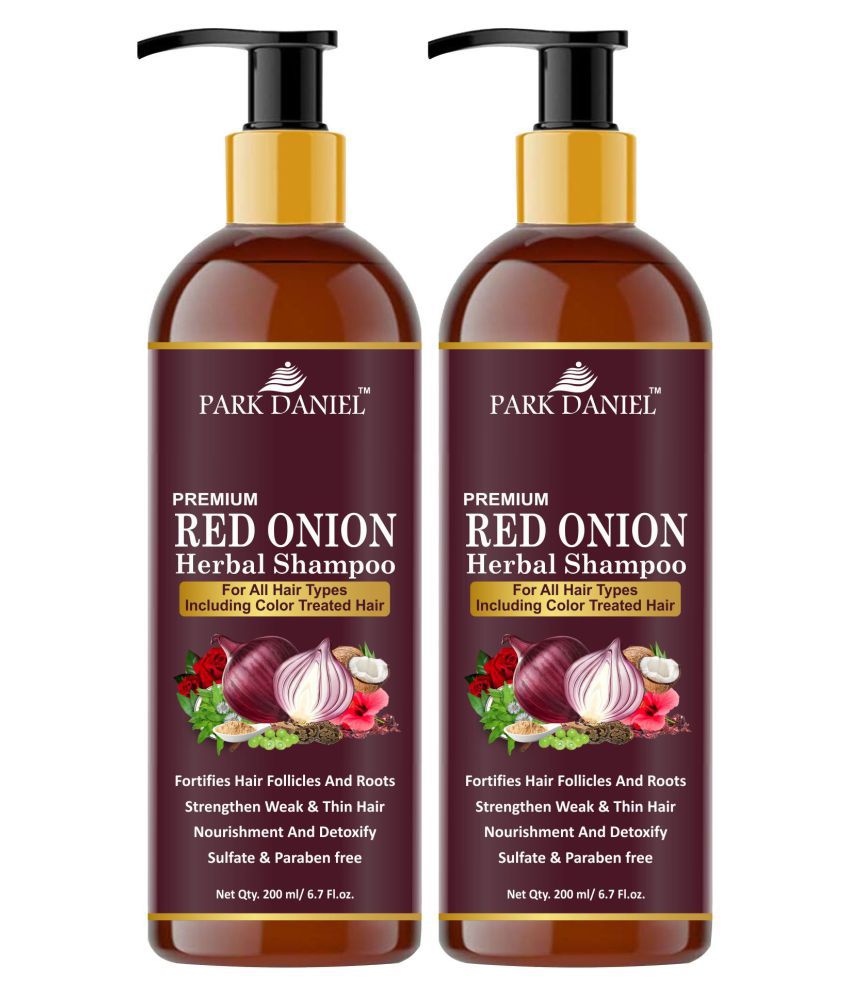 PARK DANIEL™
PREMIUM
RED ONION
Herbal Shampoo
For All Hair Types
Including Color Treated Hair
Fortifies Hair Follicles And Roots
Strengthen Weak & Thin Hair
Nourishment And Detoxify
Sulfate & Paraben free
Net Qty. 200 ml/ 6.7 Fl.oz.
PARK DANIEL™
PREMIUM
RED ONION
Herbal Shampoo
For All Hair Types
Including Color Treated Hair
Fortifies Hair Follicles And Roots
Strengthen Weak & Thin Hair
Nourishment And Detoxify
Sulfate & Paraben free
Net Qty. 200 ml/ 6.7 Fl.oz.